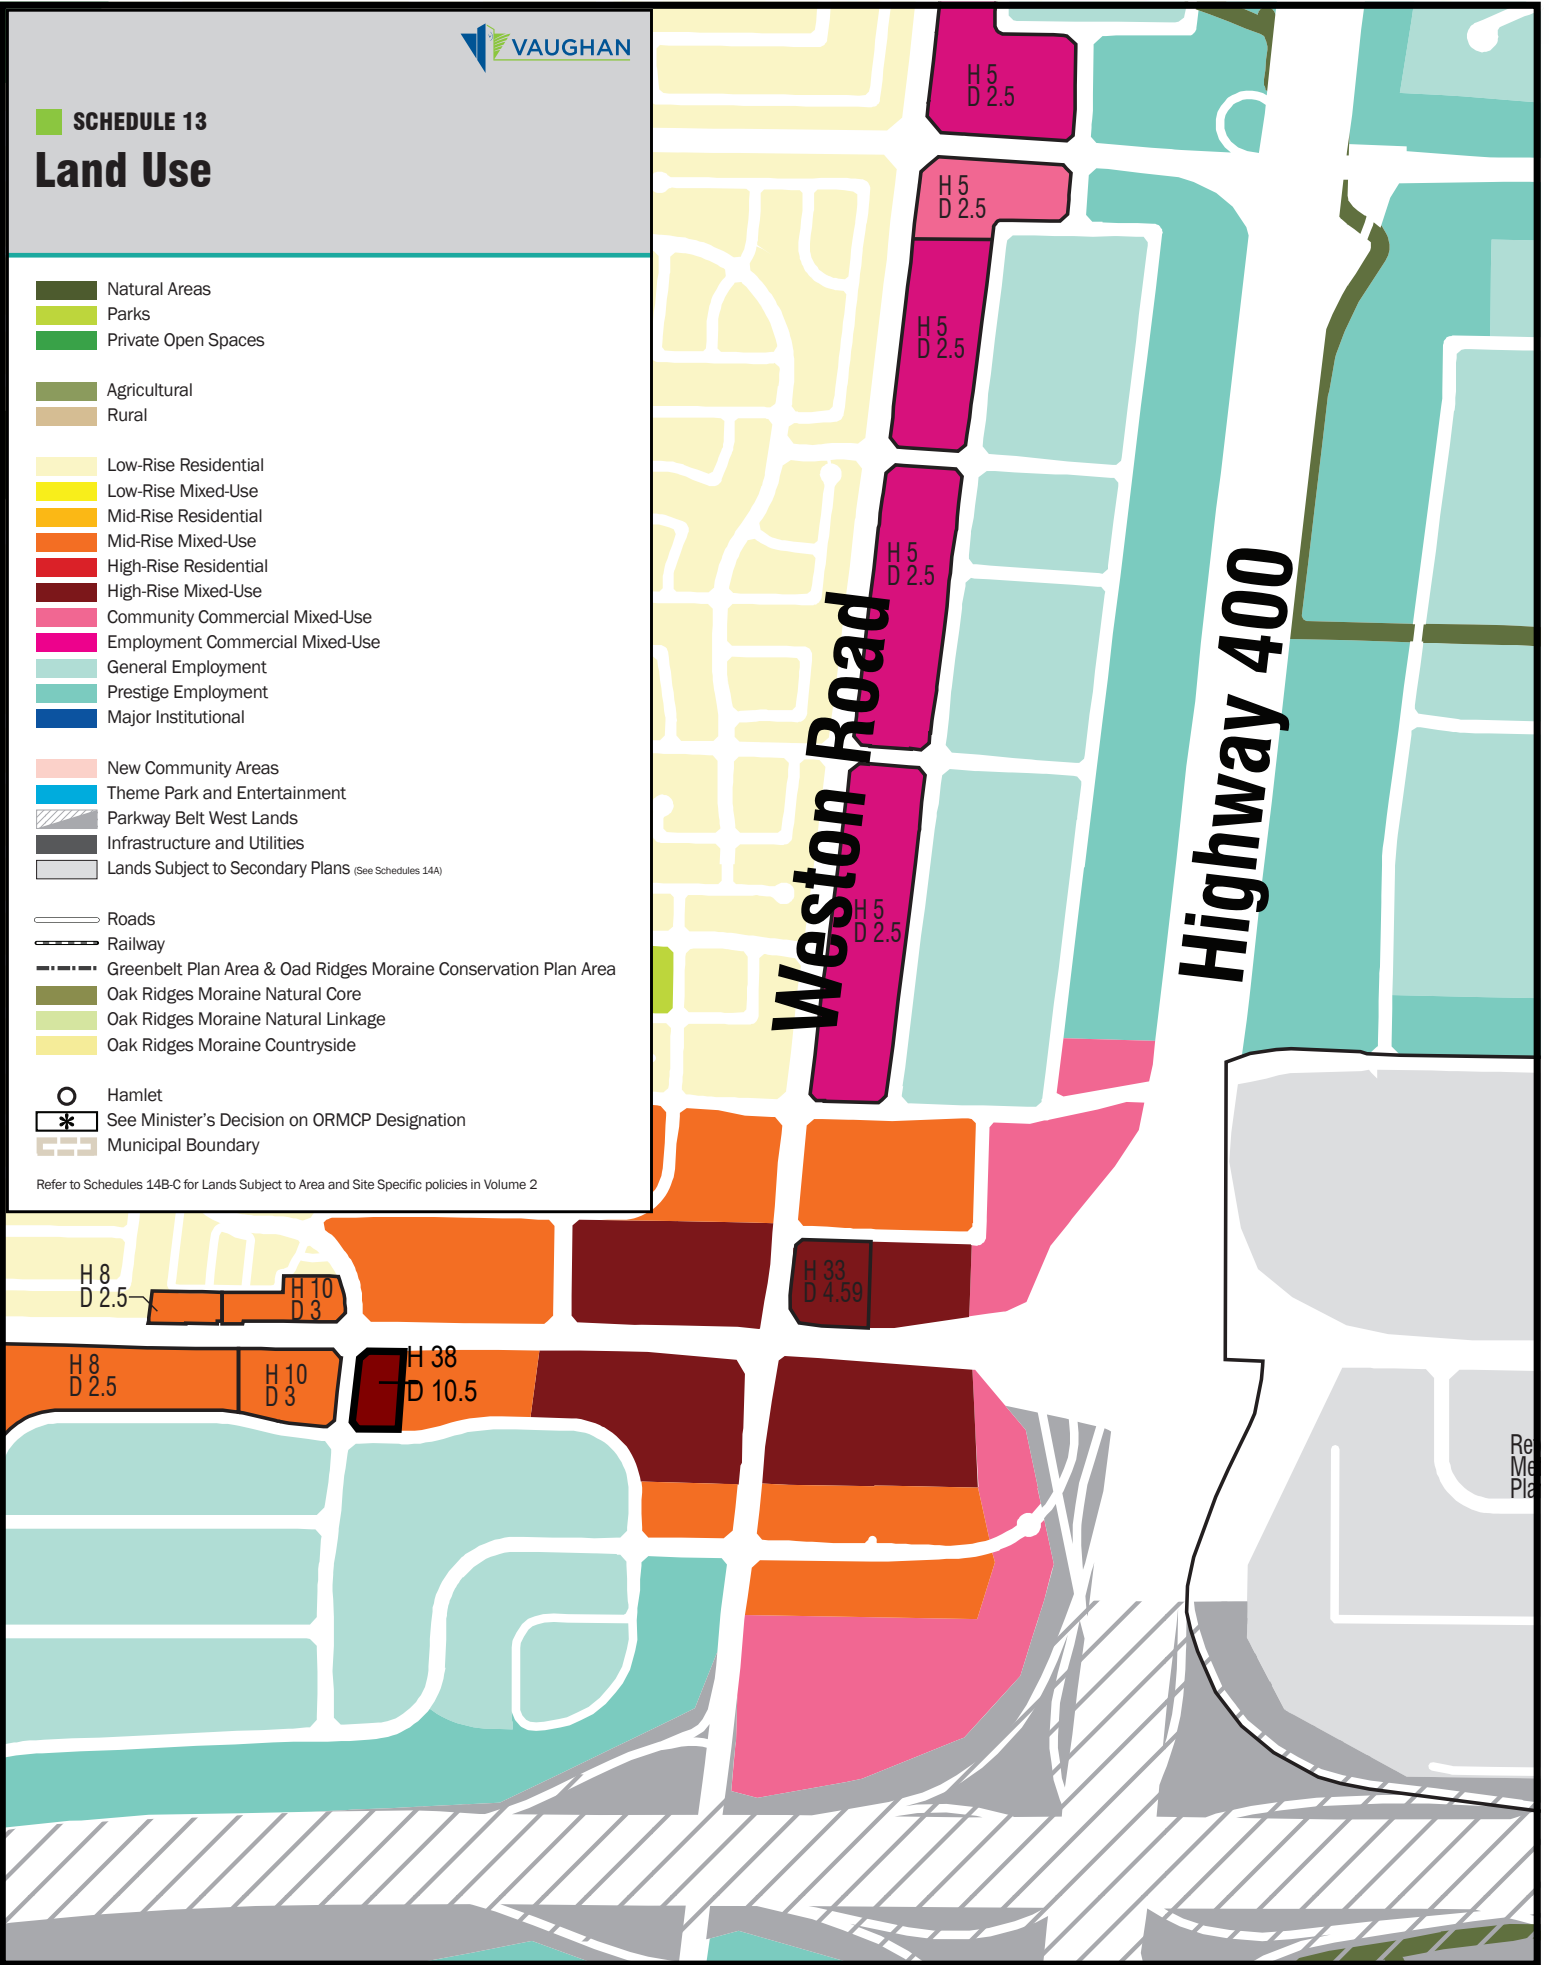 VAUGHAN
SCHEDULE 13
Land Use
Natural Areas
Parks
Private Open Spaces
Agricultural
Rural
Low-Rise Residential
Low-Rise Mixed-Use
Mid-Rise Residential
Mid-Rise Mixed-Use
High-Rise Residential
High-Rise Mixed-Use
Community Commercial Mixed-Use
Employment Commercial Mixed-Use
General Employment
Prestige Employment
Major Institutional
New Community Areas
Theme Park and Entertainment
Parkway Belt West Lands
Infrastructure and Utilities
Lands Subject to Secondary Plans (See Schedules 14A)
Roads
Railway
Greenbelt Plan Area & Oad Ridges Moraine Conservation Plan Area
Oak Ridges Moraine Natural Core
Oak Ridges Moraine Natural Linkage
Oak Ridges Moraine Countryside
Hamlet
See Minister's Decision on ORMCP Designation
Municipal Boundary
Refer to Schedules 14B-C for Lands Subject to Area and Site Specific policies in Volume 2
H 5
D 2.5
H 5
D 2.5
H 5
D 2.5
H 5
D 2.5
Weston Road
Highway 400
H 5
D 2.5
H 8
D 2.5
H 10
D 3
H 33
D 4.59
H 8
D 2.5
H 10
D 3
H 38
D 10.5
Re
Me
Pla